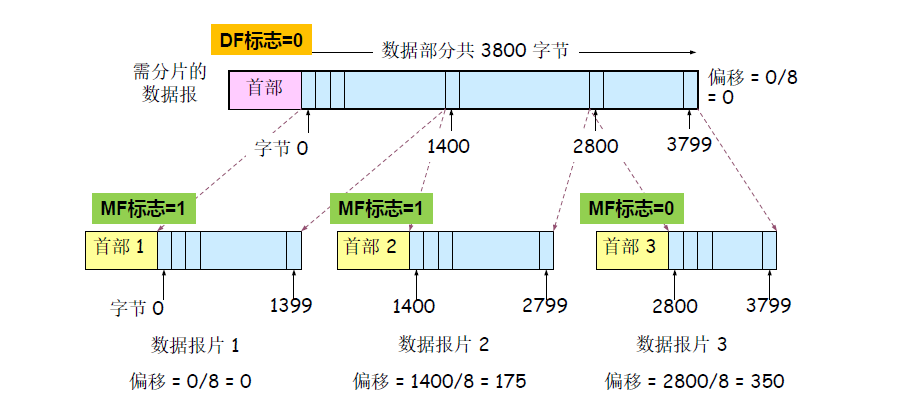 DF标志=0
数据部分共 3800 字节
需分片的
数据报
首部
偏移 = 0/8
= 0
字节 0
1400
2800
3799
MF标志=1
MF标志=1
MF标志=0
首部 1
首部 2
首部 3
字节 0
1399
1400
2799
2800
3799
数据报片 1
数据报片 2
数据报片 3
偏移 = 0/8 = 0
偏移 = 1400/8 = 175
偏移 = 2800/8 = 350